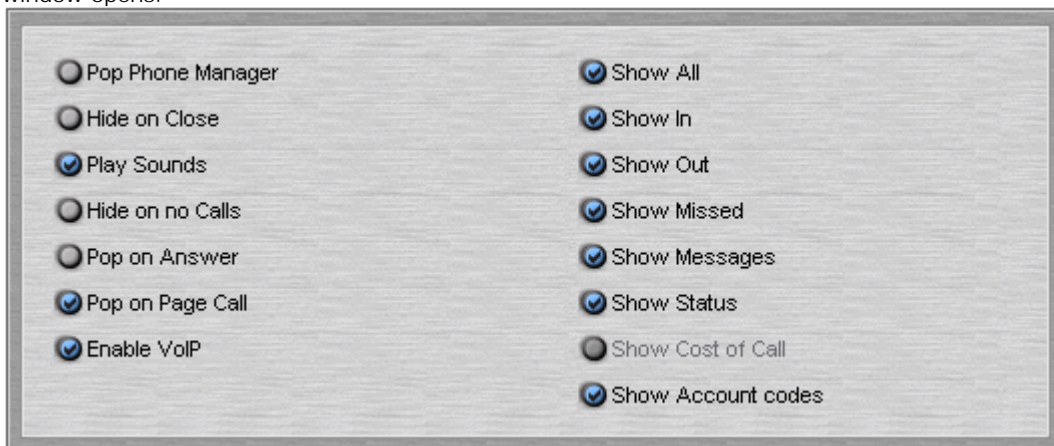 window opens.
Pop Phone Manager
Hide on Close
Play Sounds
Hide on no Calls
Pop on Answer
Pop on Page Call
Enable VoIP
Show All
Show In
Show Out
Show Missed
Show Messages
Show Status
Show Cost of Call
Show Account codes